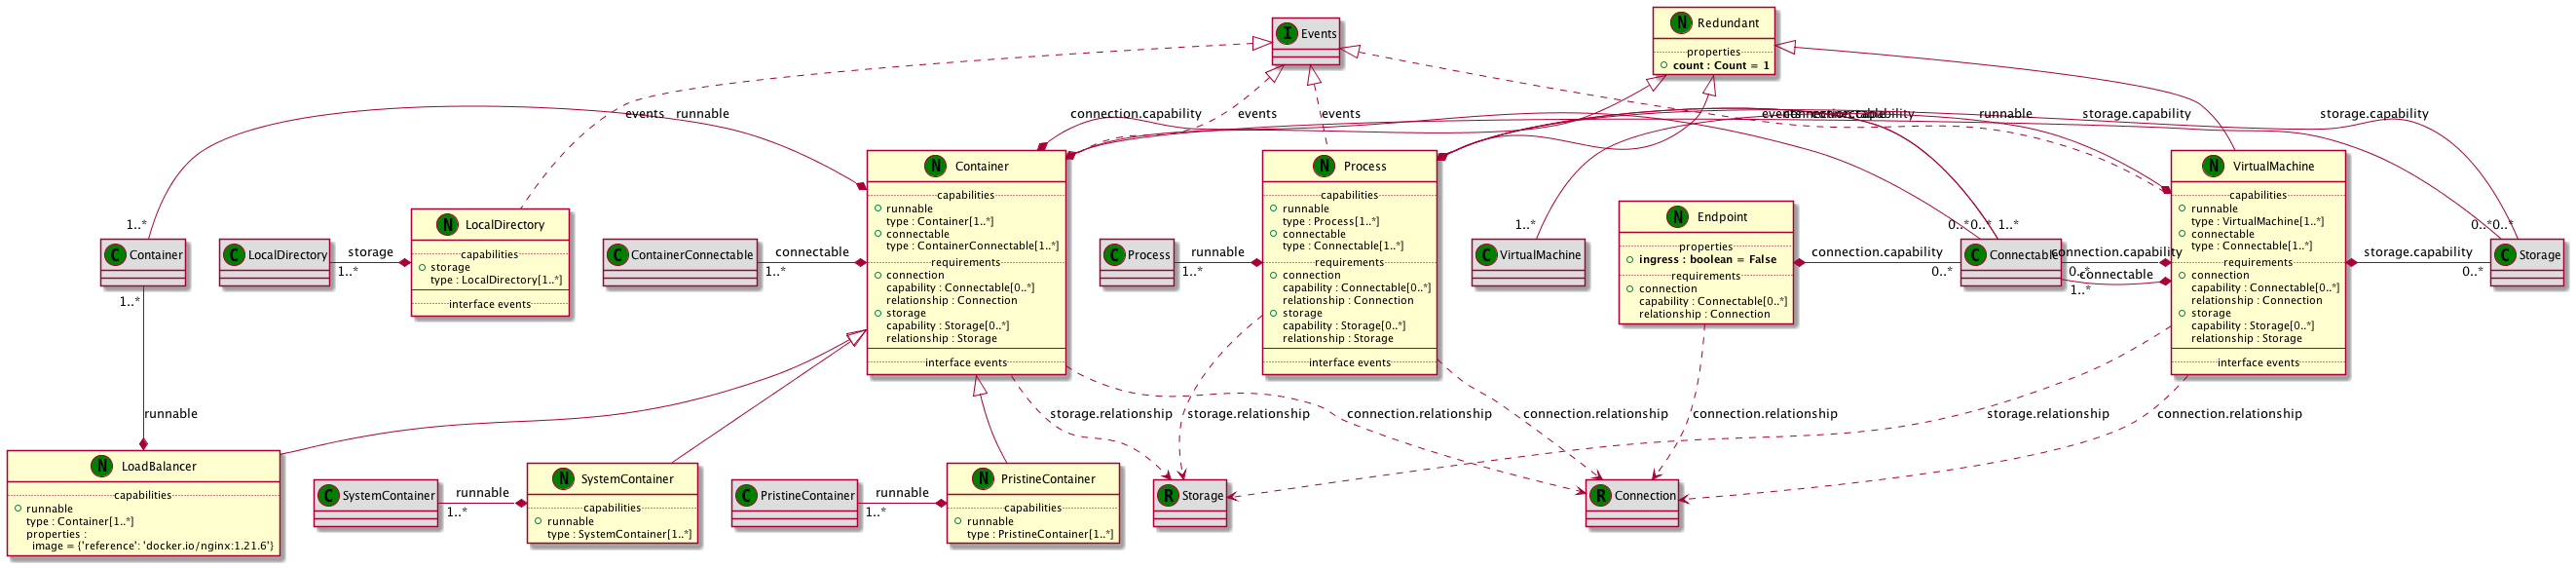 I Events
N Redundant
properties
count : Count = 1
events
runnable
connection.capability
events
events
runnable
storage.capability
storage.capability
N Container
capabilities
runnable
type : Container[1..*]
connectable
type : ContainerConnectable[1..*]
requirements
connection
capability : Connectable[0..*]
relationship : Connection
storage
capability : Storage[0..*]
relationship : Storage
interface events
N Process
capabilities
runnable
type : Process[1..*]
connectable
type : Connectable[1..*]
requirements
connection
capability : Connectable[0..*]
relationship : Connection
storage
capability : Storage[0..*]
relationship : Storage
interface events
N VirtualMachine
capabilities
runnable
type : VirtualMachine[1..*]
connectable
type : Connectable[1..*]
requirements
connection
capability : Connectable[0..*]
relationship : Connection
storage
capability : Storage[0..*]
relationship : Storage
interface events
N LocalDirectory
capabilities
storage
type : LocalDirectory[1..*]
interface events
N Endpoint
properties
ingress : boolean = False
requirements
connection
capability : Connectable[0..*]
relationship : Connection
1..*
C Container
1..*
C LocalDirectory
storage
1..*
C ContainerConnectable
connectable
1..*
C Process
runnable
1..*
1..*
C VirtualMachine
connection.capability
0..*
0..*
0..*
1..*
C Connectable
connection.capability
0..*
connectable
1..*
storage.capability
0..*
0..*
0..*
C Storage
runnable
storage.relationship
storage.relationship
connection.relationship
connection.relationship
connection.relationship
storage.relationship
connection.relationship
N LoadBalancer
capabilities
runnable
type : Container[1..*]
properties :
image = {'reference': 'docker.io/nginx:1.21.6'}
C SystemContainer
runnable
1..*
N SystemContainer
capabilities
runnable
type : SystemContainer[1..*]
C PristineContainer
runnable
1..*
N PristineContainer
capabilities
runnable
type : PristineContainer[1..*]
R Storage
R Connection